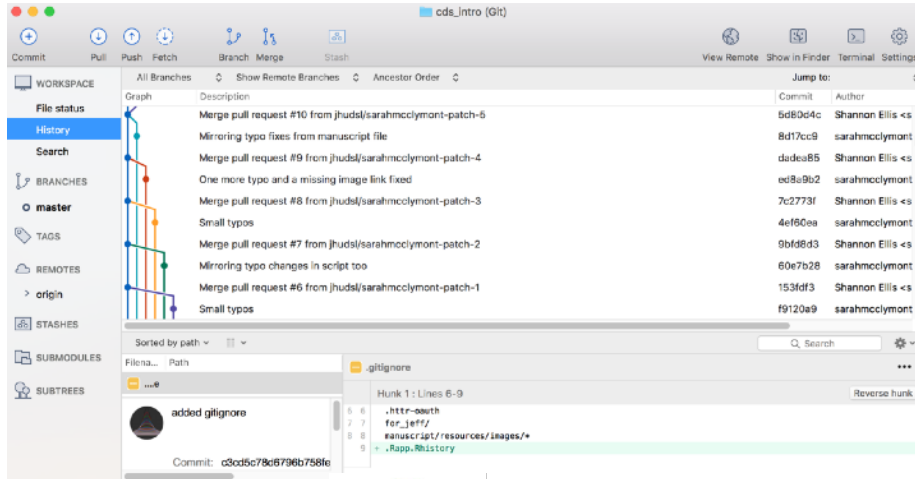 cds_intro (Git)
Commit Pull Push Fetch Branch Merge Stash View Remote Show in Finder Terminal Settings
WORKSPACE
File status
History
Search
BRANCHES
master
TAGS
REMOTES
origin
STASHES
SUBMODULES
SUBTREES
All Branches Show Remote Branches Ancestor Order Jump to:
Graph Description Commit Author
Merge pull request #10 from jhudsl/sarahmcclymont-patch-5 5d80d4c Shannon Ellis <s
Mirroring typo fixes from manuscript file 8d17cc9 sarahmcclymont
Merge pull request #9 from jhudsl/sarahmcclymont-patch-4 dadea85 Shannon Ellis <s
One more typo and a missing image link fixed ed8a9b2 sarahmcclymont
Merge pull request #8 from jhudsl/sarahmcclymont-patch-3 7c2773f Shannon Ellis <s
Small typos 4ef60ea sarahmcclymont
Merge pull request #7 from jhudsl/sarahmcclymont-patch-2 9bfd8d3 Shannon Ellis <s
Mirroring typo changes in script too 60e7b28 sarahmcclymont
Merge pull request #6 from jhudsl/sarahmcclymont-patch-1 153fdf3 Shannon Ellis <s
Small typos f9120a9 sarahmcclymont
Sorted by path Search
Filena... Path
....e
added gitignore
Commit: c3cd5c78d6796b758fe
.gitignore
Hunk 1 : Lines 6-9 Reverse hunk
6 6 .httr-oauth
7 7 for_jeff/
8 8 manuscript/resources/images/*
9 + .Rapp.Rhistory